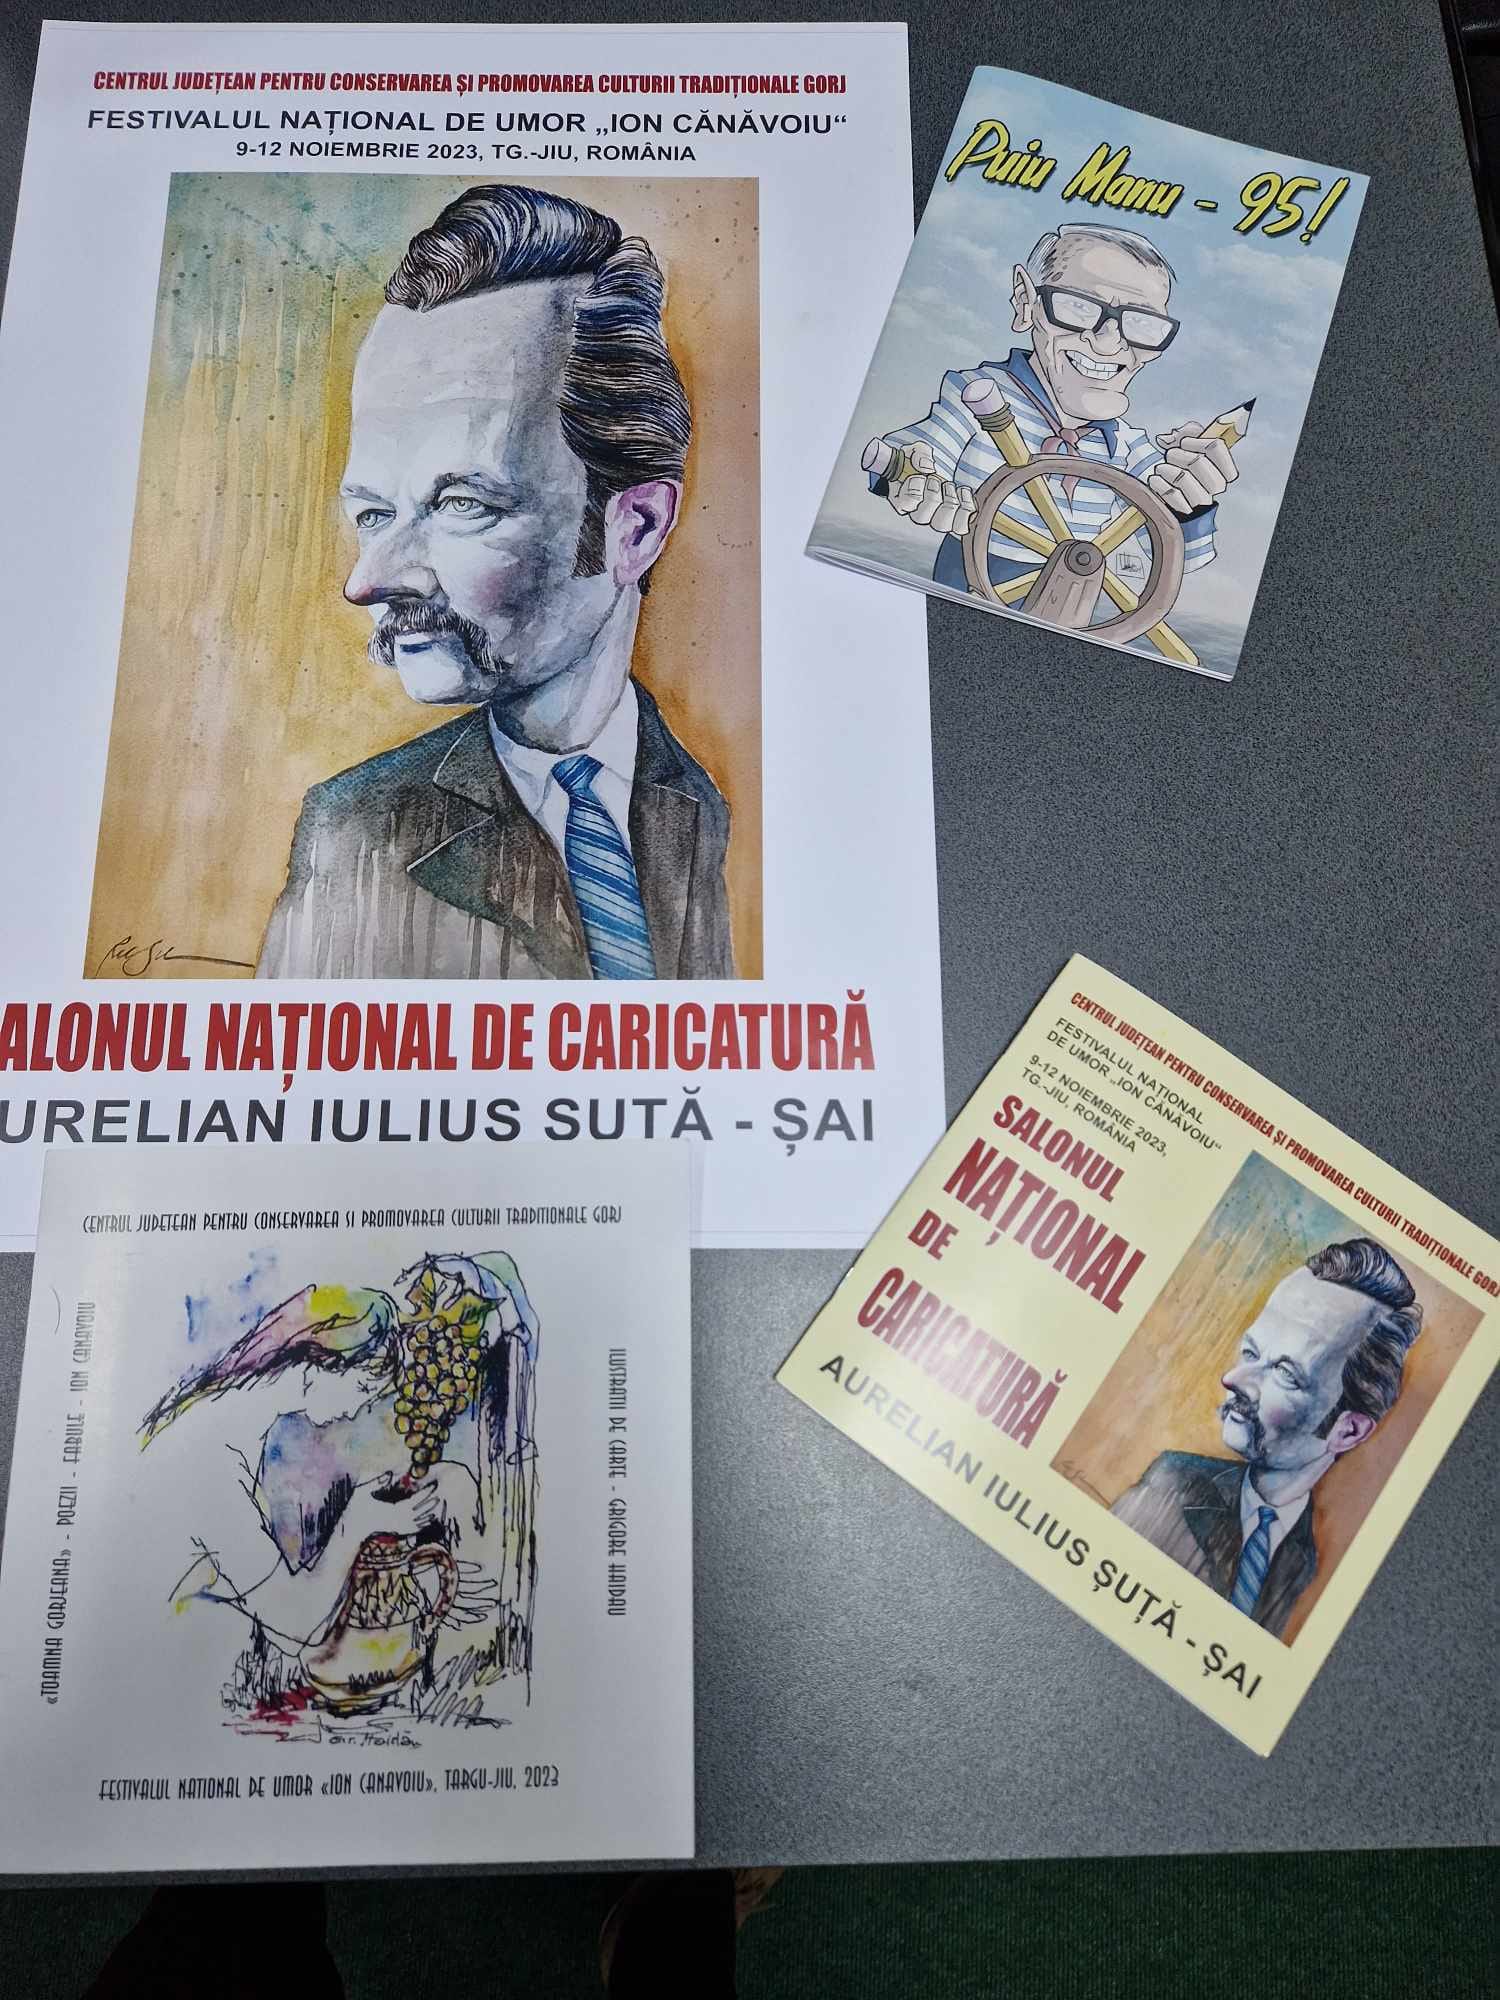 CENTRUL JUDEȚEAN PENTRU CONSERVAREA ȘI PROMOVAREA CULTURII TRADIȚIONALE GORJ
FESTIVALUL NAȚIONAL DE UMOR „ION CĂNĂVOIU“
9-12 NOIEMBRIE 2023, TG.-JIU, ROMÂNIA
ALONUL NAȚIONAL DE CARICATURĂ
URELIAN IULIUS SUTĂ - ȘAI
Puiu Manu - 95!
CENTRUL JUDETEAN PENTRU CONSERVAREA SI PROMOVAREA CULTURII TRADITIONALE GORJ
«TOAMNA GORJEANA» - POEZII - FABULE - ION CANAVOIU
ILUSTRATII DE CARTE - GRIGORE HAIDAU
Gr. Haidău
FESTIVALUL NATIONAL DE UMOR «ION CANAVOIU», TARGU-JIU, 2023
CENTRUL JUDEȚEAN PENTRU CONSERVAREA ȘI PROMOVAREA CULTURII TRADIȚIONALE GORJ
FESTIVALUL NAȚIONAL
DE UMOR „ION CĂNĂVOIU“
9-12 NOIEMBRIE 2023,
TG.-JIU, ROMÂNIA
SALONUL
NAȚIONAL
DE
CARICATURĂ
AURELIAN IULIUS ȘUȚĂ - ȘAI